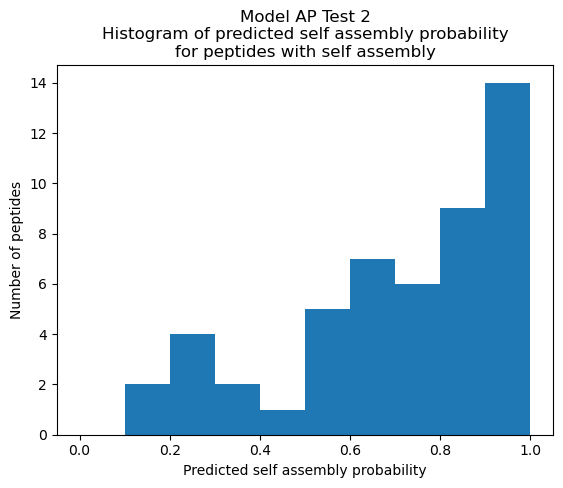 Model AP Test 2
Histogram of predicted self assembly probability
for peptides with self assembly
14
12
10
8
6
4
2
0
Number of peptides
0.0 0.2 0.4 0.6 0.8 1.0
Predicted self assembly probability